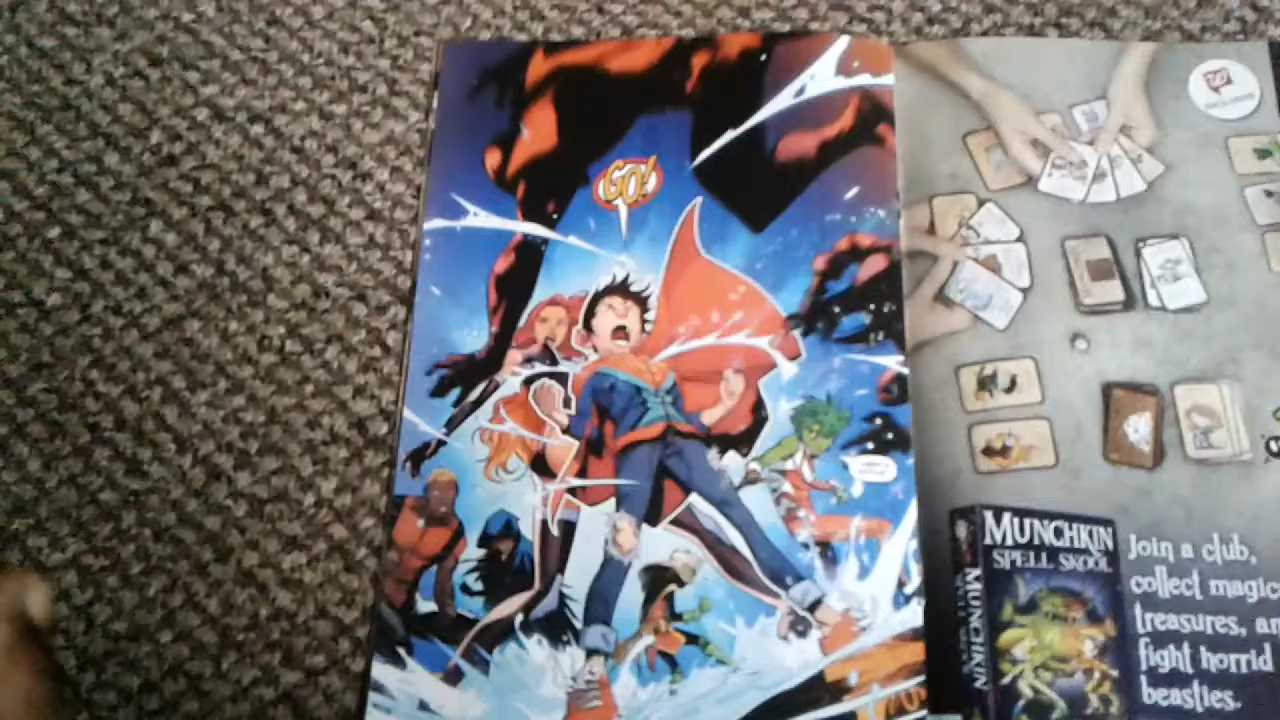 GO!
MUNCHKIN
SPELL SKOOL
MUNCHKIN
Join a club,
collect magic
treasures, an
fight horrid
beasties.